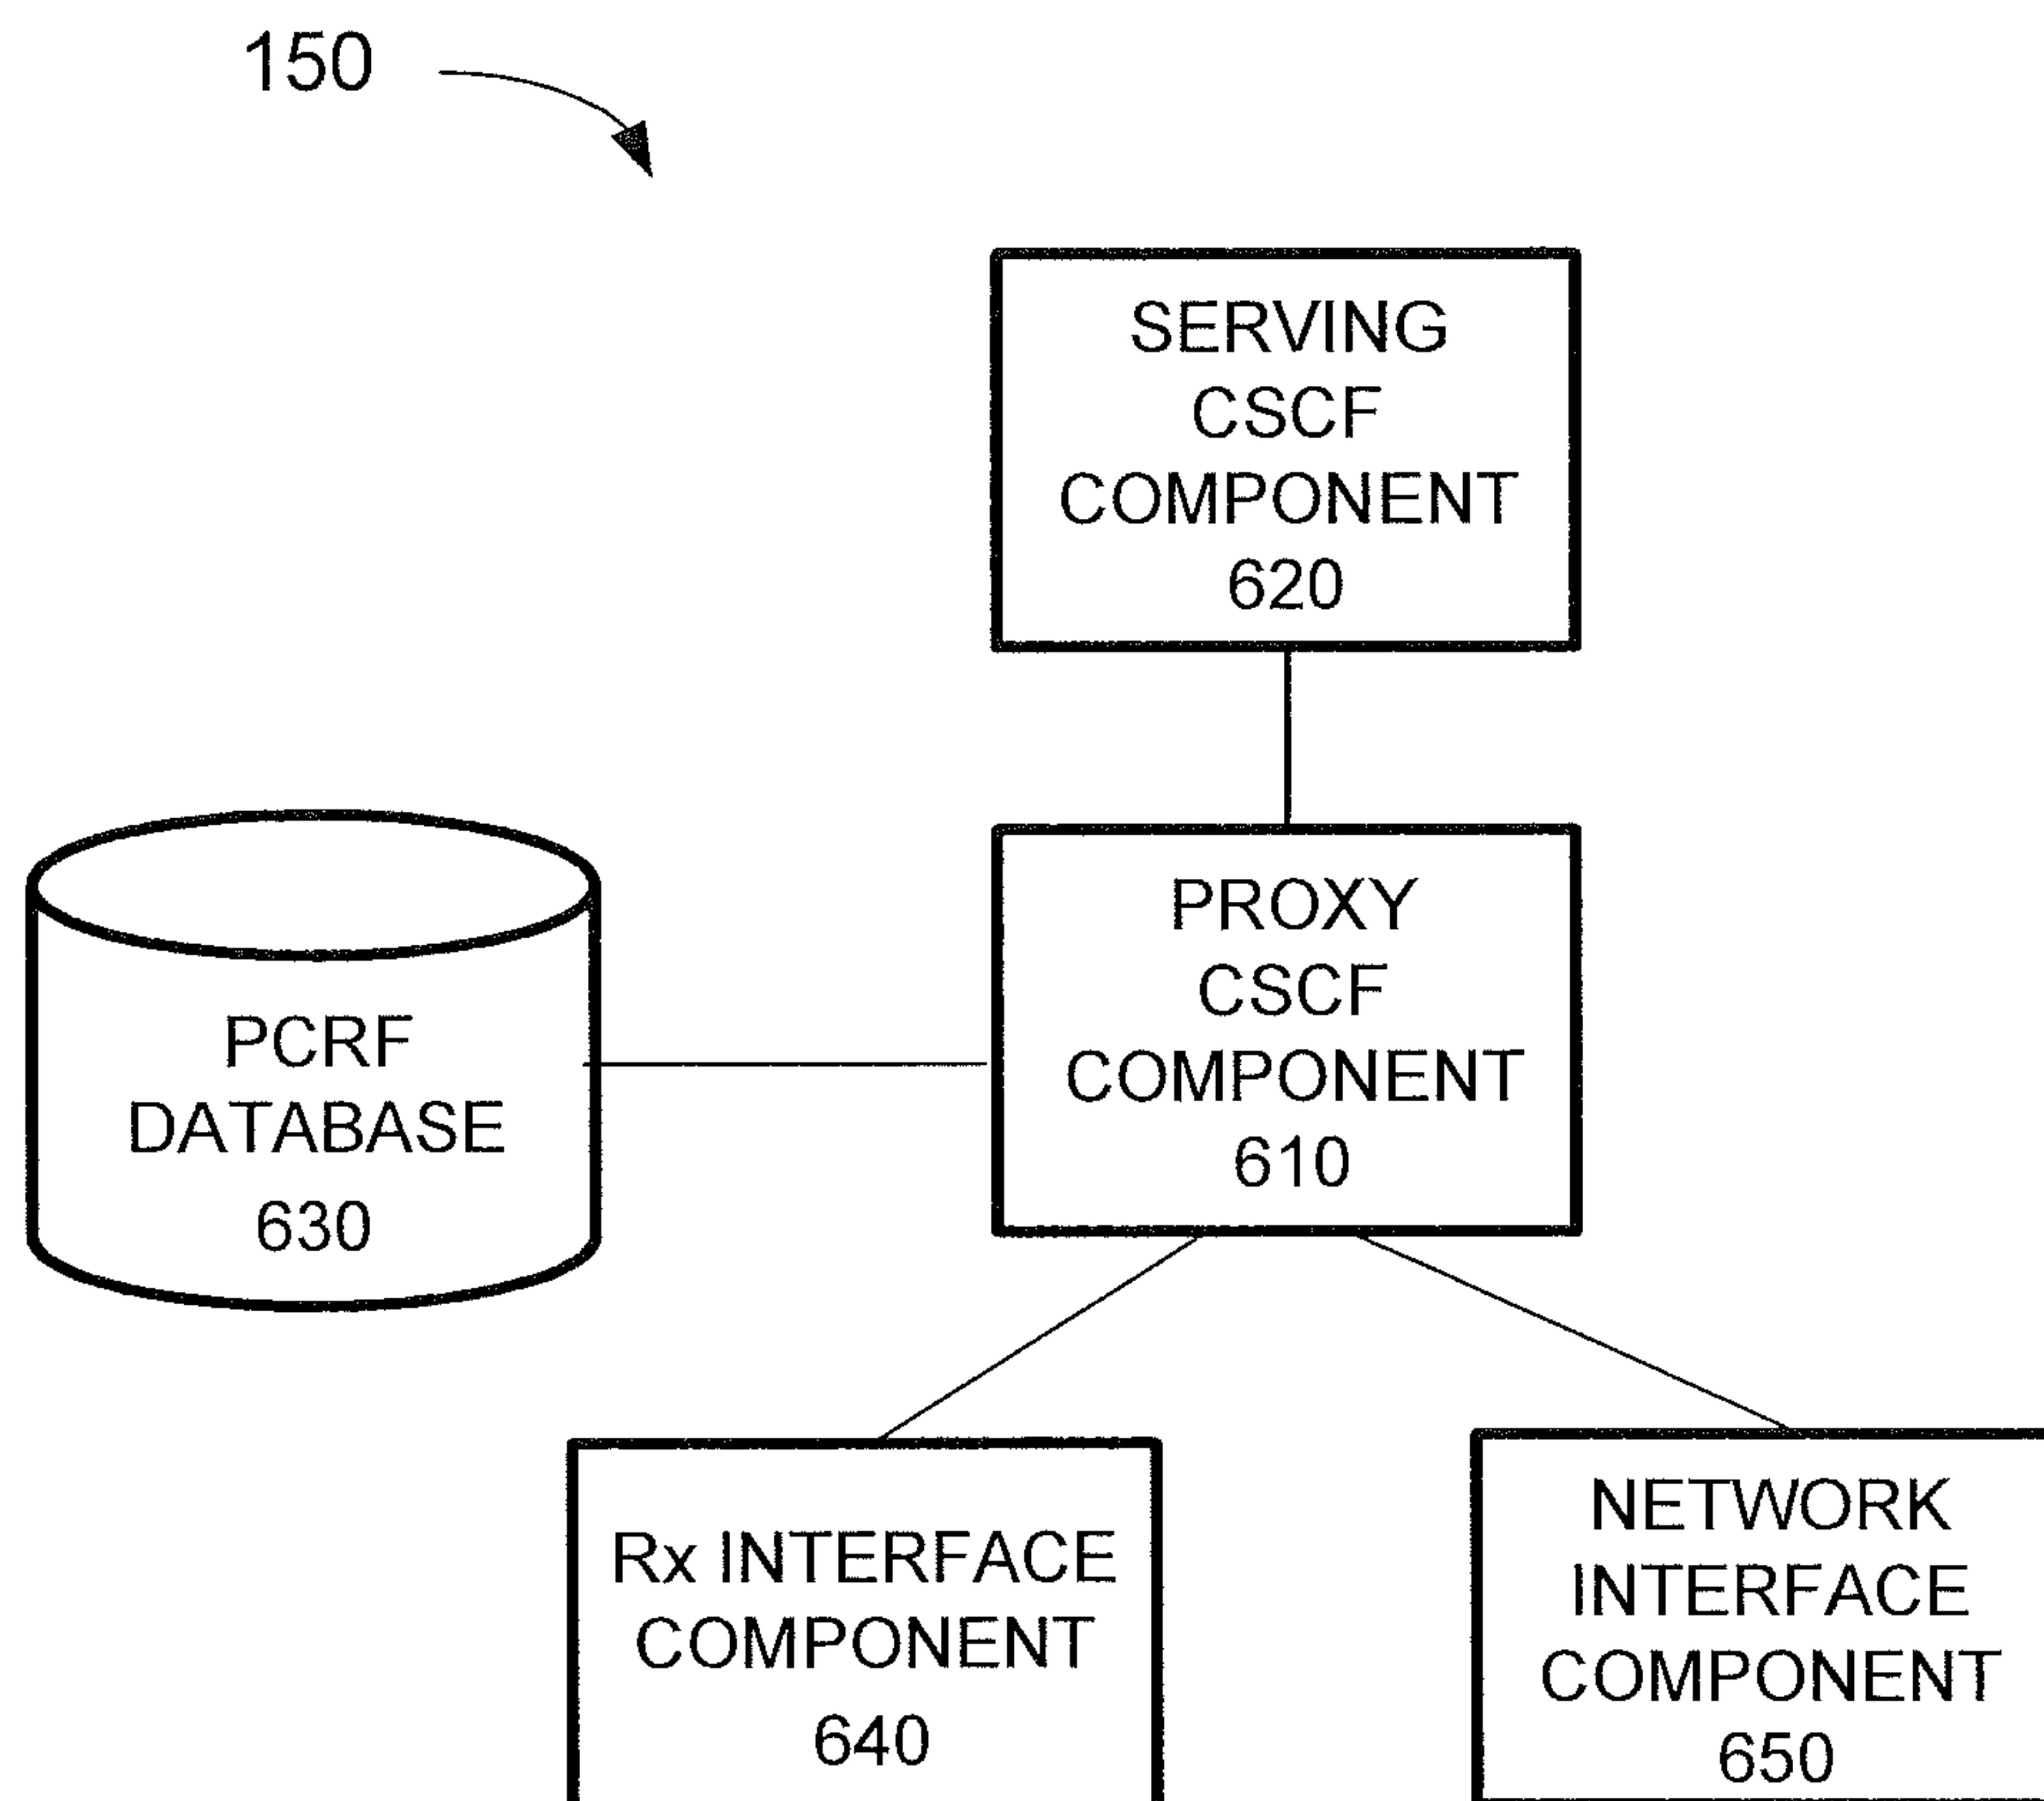 150
SERVING
CSCF
COMPONENT
620
PROXY
CSCF
COMPONENT
610
PCRF
DATABASE
630
Rx INTERFACE
COMPONENT
640
NETWORK
INTERFACE
COMPONENT
650